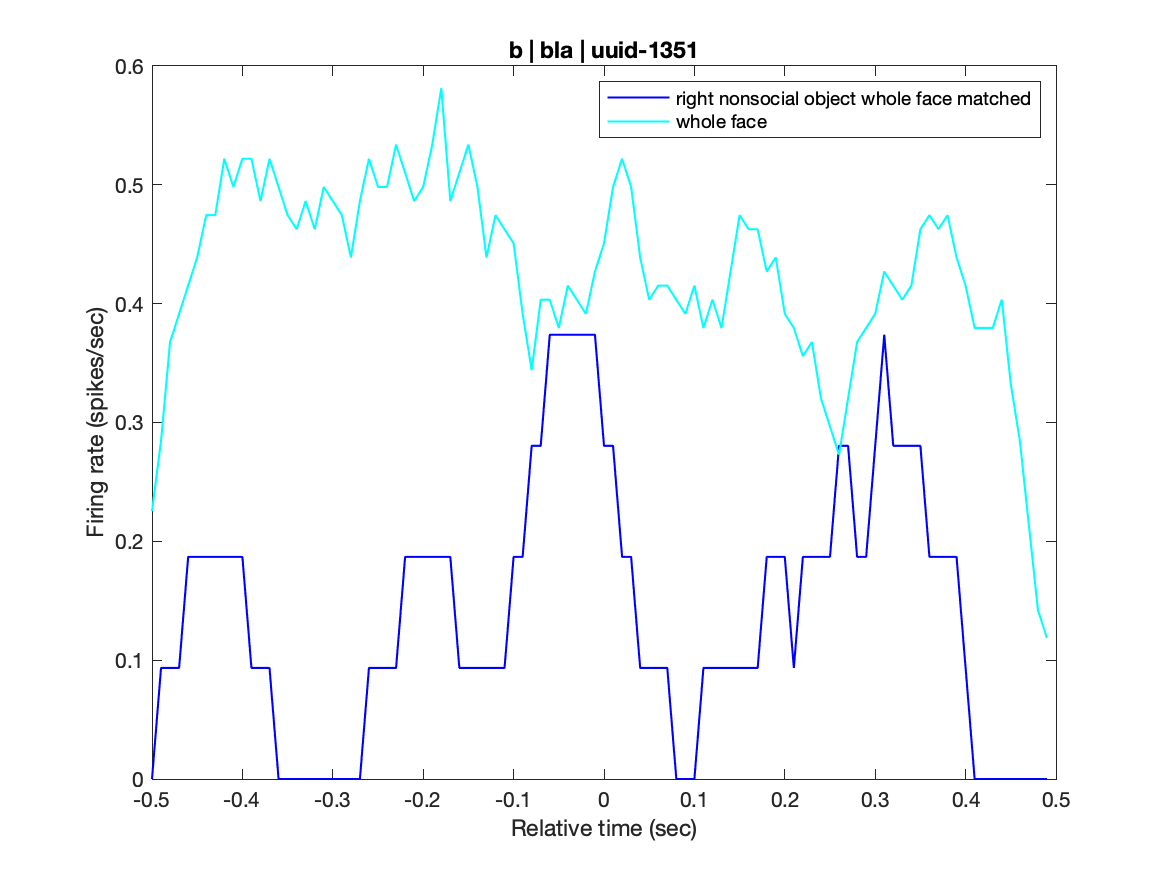 b | bla | uuid-1351
right nonsocial object whole face matched
whole face
Firing rate (spikes/sec)
0.6
0.5
0.4
0.3
0.2
0.1
0
-0.5 -0.4 -0.3 -0.2 -0.1 0 0.1 0.2 0.3 0.4 0.5
Relative time (sec)